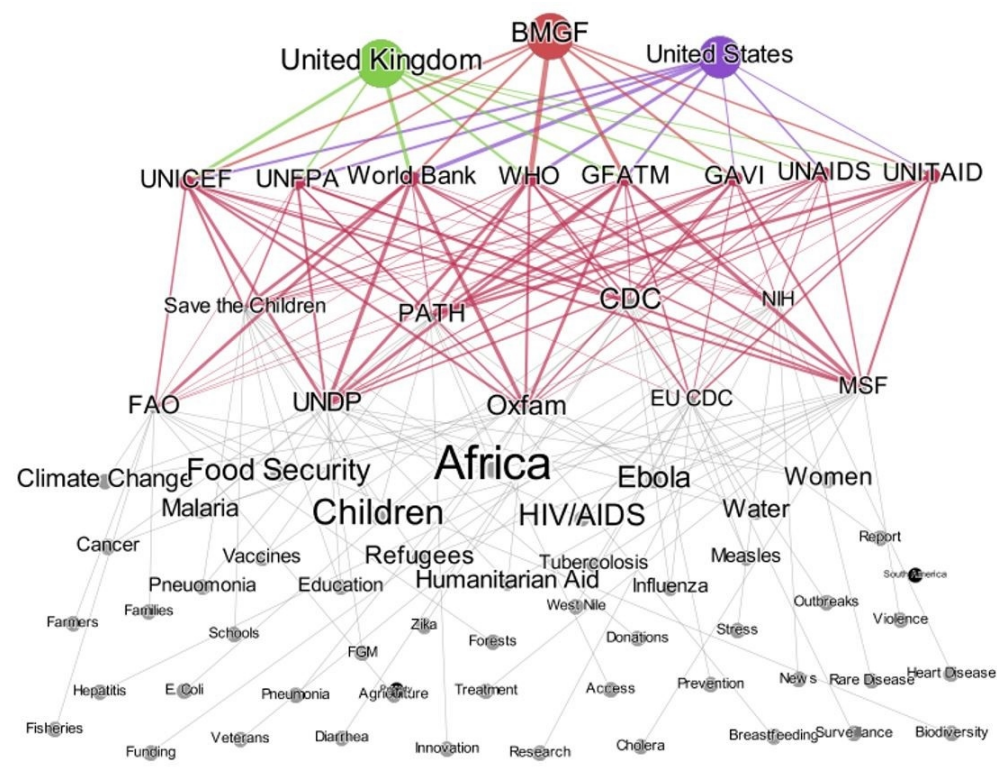 BMGF
United Kingdom
United States
UNICEF
UNFPA
World Bank
WHO
GFATM
GAVI
UNAIDS
UNITAID
Save the Children
PATH
CDC
NIH
FAO
UNDP
Oxfam
EU CDC
MSF
Climate Change
Food Security
Africa
Ebola
Women
Malaria
Children
HIV/AIDS
Water
Cancer
Vaccines
Refugees
Tubercolosis
Measles
Report
Pneuomonia
Education
Humanitarian Aid
Influenza
South America
Farmers
Families
West Nile
Outbreaks
Violence
Schools
Zika
Forests
Donations
Stress
FGM
Hepatitis
E. Coli
Pneumonia
Agriculture
Treatment
Access
Prevention
News
Rare Disease
Heart Disease
Fisheries
Funding
Veterans
Diarrhea
Innovation
Research
Cholera
Breastfeeding
Surveillance
Biodiversity